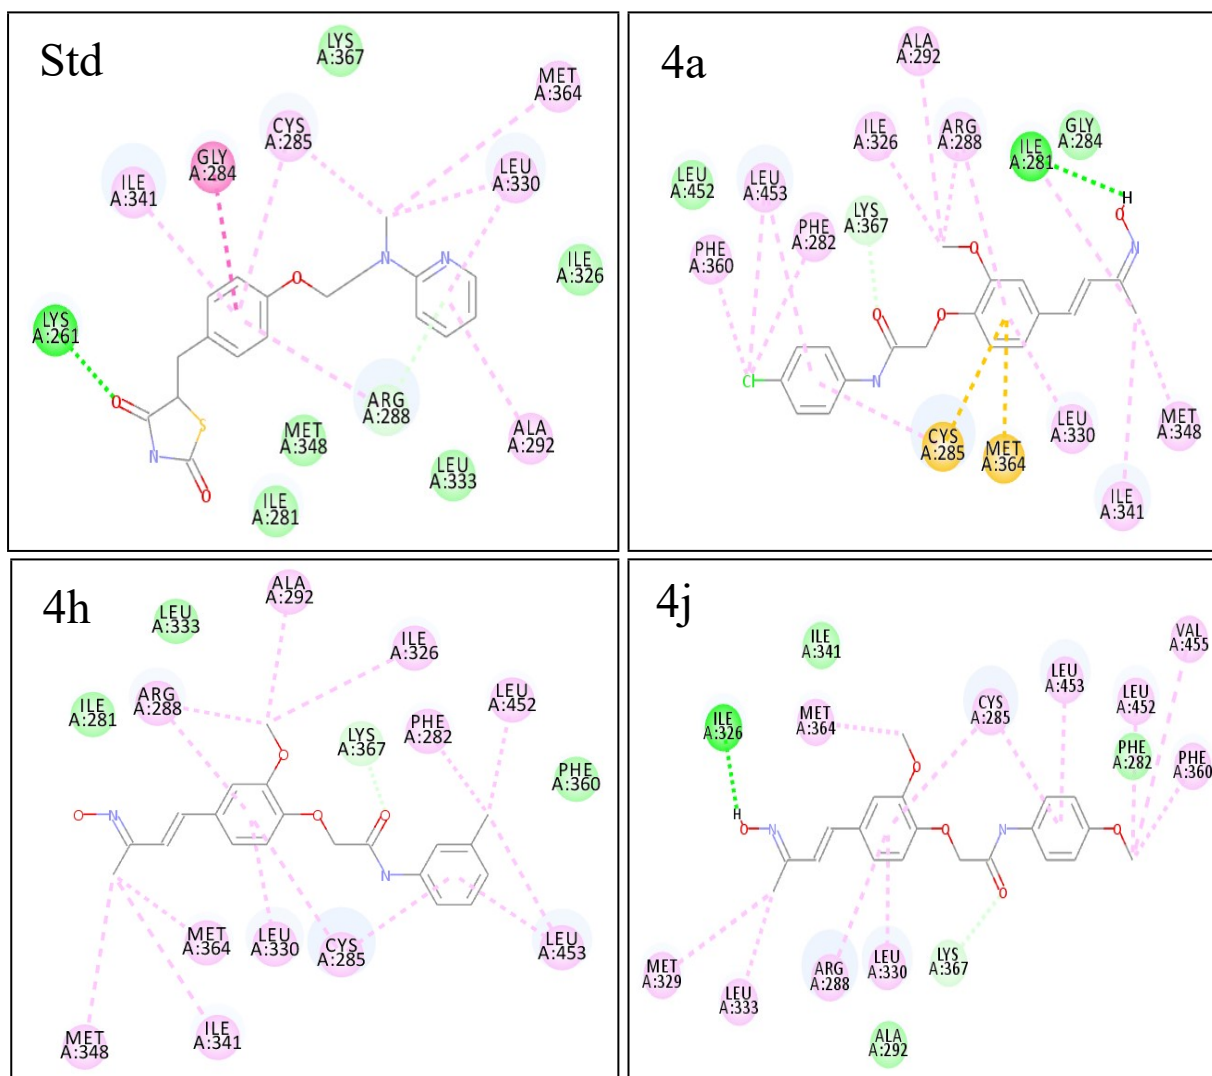 Std
LYS
A:367
MET
A:364
CYS
A:285
GLY
A:284
LEU
A:330
ILE
A:341
N
N
O
ILE
A:326
LYS
A:261
O
S
N
O
ARG
A:288
MET
A:348
LEU
A:333
ALA
A:292
ILE
A:281
4a
ALA
A:292
ILE
A:326
ARG
A:288
ILE
A:281
GLY
A:284
LEU
A:452
LEU
A:453
LYS
A:367
PHE
A:282
PHE
A:360
H
O
N
O
O
O
Cl
N
CYS
A:285
MET
A:364
LEU
A:330
MET
A:348
ILE
A:341
4h
ALA
A:292
LEU
A:333
ILE
A:326
ILE
A:281
ARG
A:288
LEU
A:452
PHE
A:282
LYS
A:367
PHE
A:360
O
O
N
O
O
N
MET
A:364
LEU
A:330
CYS
A:285
LEU
A:453
MET
A:348
ILE
A:341
4j
ILE
A:341
VAL
A:455
LEU
A:453
LEU
A:452
CYS
A:285
MET
A:364
ILE
A:326
PHE
A:282
PHE
A:360
O
H
O
N
O
N
O
O
MET
A:329
LEU
A:333
ARG
A:288
LEU
A:330
LYS
A:367
ALA
A:292